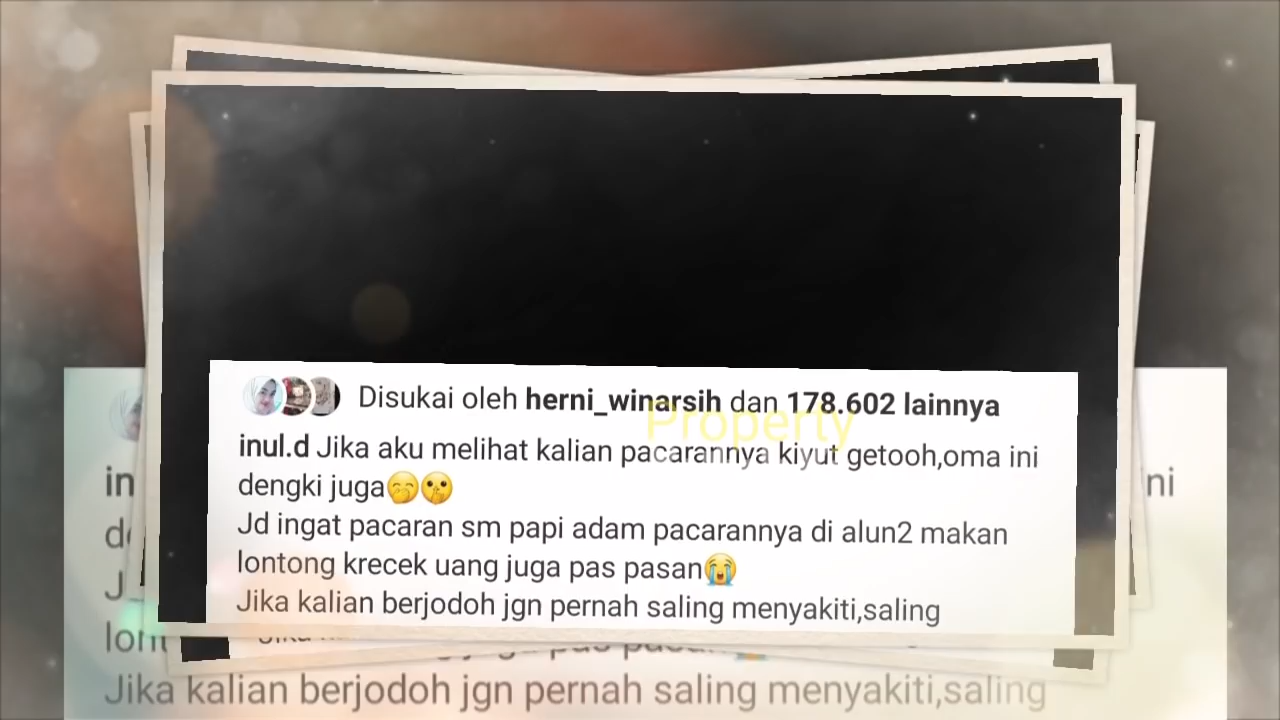 Disukai oleh herni_winarsih dan 178.602 lainnya
Property
inul.d Jika aku melihat kalian pacarannya kiyut getooh,oma ini
dengki juga🤭🤫
Jd ingat pacaran sm papi adam pacarannya di alun2 makan
lontong krecek uang juga pas pasan😭
Jika kalian berjodoh jgn pernah saling menyakiti,saling
Jika kalian berjodoh jgn pernah saling menyakiti,saling